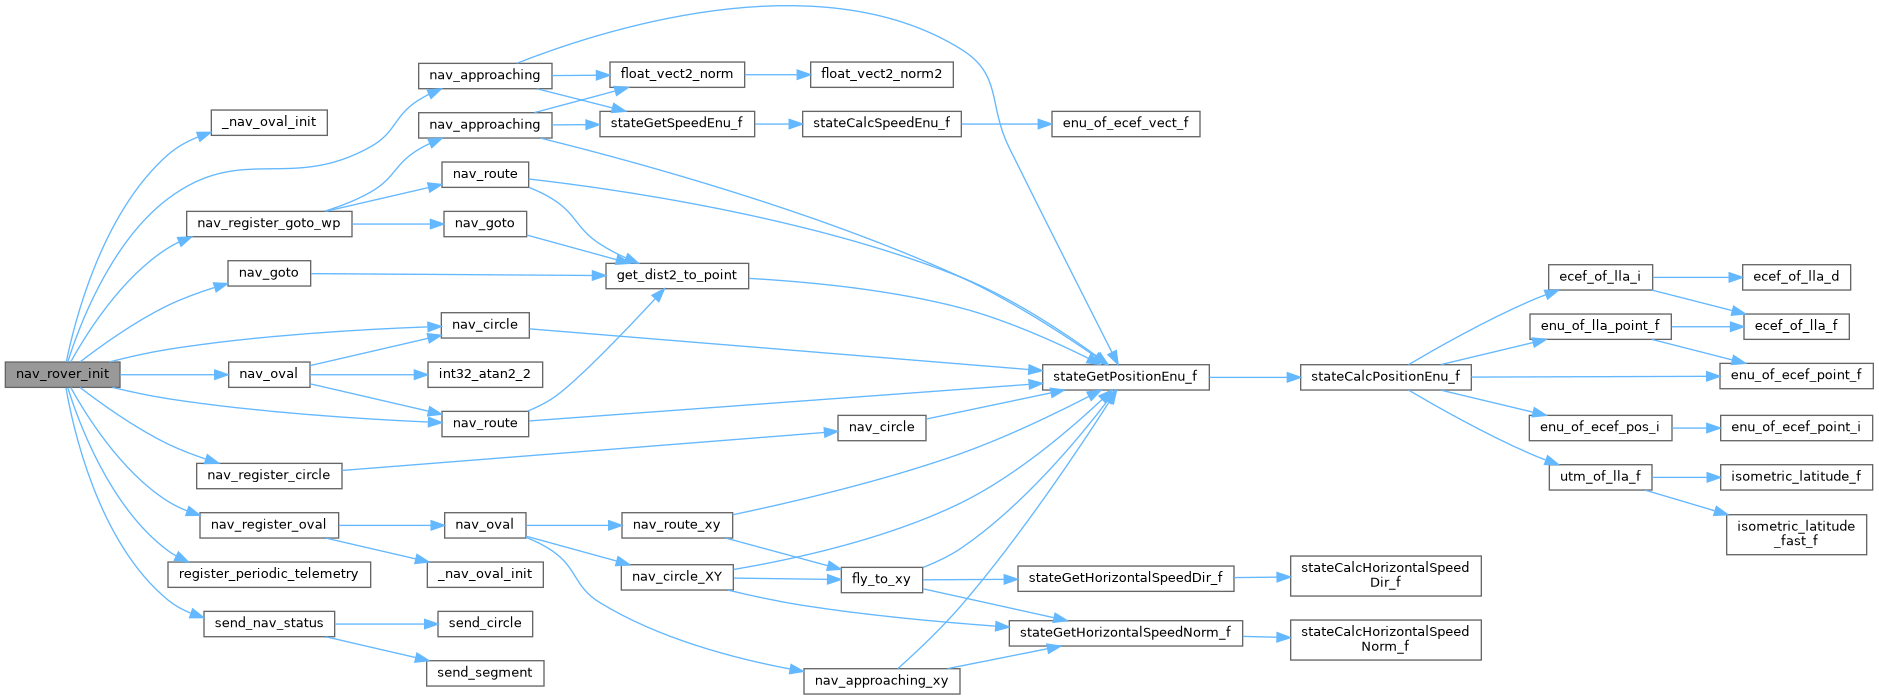 nav_rover_init
_nav_oval_init
nav_approaching
nav_register_goto_wp
nav_goto
nav_circle
nav_oval
nav_route
nav_register_circle
nav_register_oval
register_periodic_telemetry
send_nav_status
nav_approaching
nav_route
nav_goto
int32_atan2_2
nav_oval
_nav_oval_init
send_circle
send_segment
float_vect2_norm
stateGetSpeedEnu_f
get_dist2_to_point
nav_route_xy
nav_circle_XY
float_vect2_norm2
stateCalcSpeedEnu_f
nav_circle
fly_to_xy
nav_approaching_xy
enu_of_ecef_vect_f
stateGetPositionEnu_f
stateGetHorizontalSpeedDir_f
stateGetHorizontalSpeedNorm_f
stateCalcPositionEnu_f
stateCalcHorizontalSpeed
Dir_f
stateCalcHorizontalSpeed
Norm_f
ecef_of_lla_i
enu_of_lla_point_f
enu_of_ecef_pos_i
utm_of_lla_f
ecef_of_lla_d
ecef_of_lla_f
enu_of_ecef_point_f
enu_of_ecef_point_i
isometric_latitude_f
isometric_latitude
_fast_f